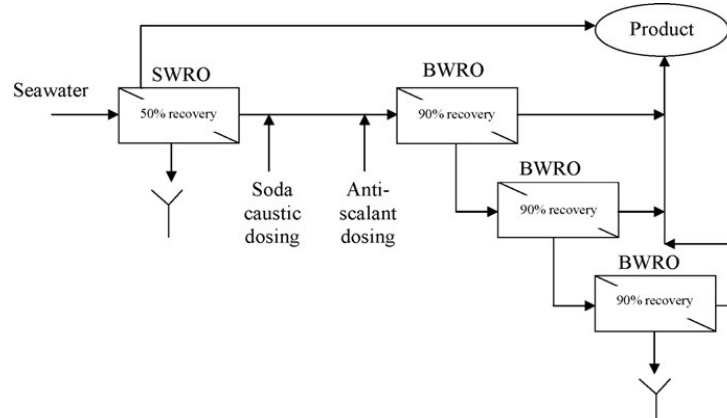 Product
SWRO
BWRO
Seawater
50% recovery
90% recovery
BWRO
Soda
caustic
dosing
Anti-
scalant
dosing
90% recovery
BWRO
90% recovery